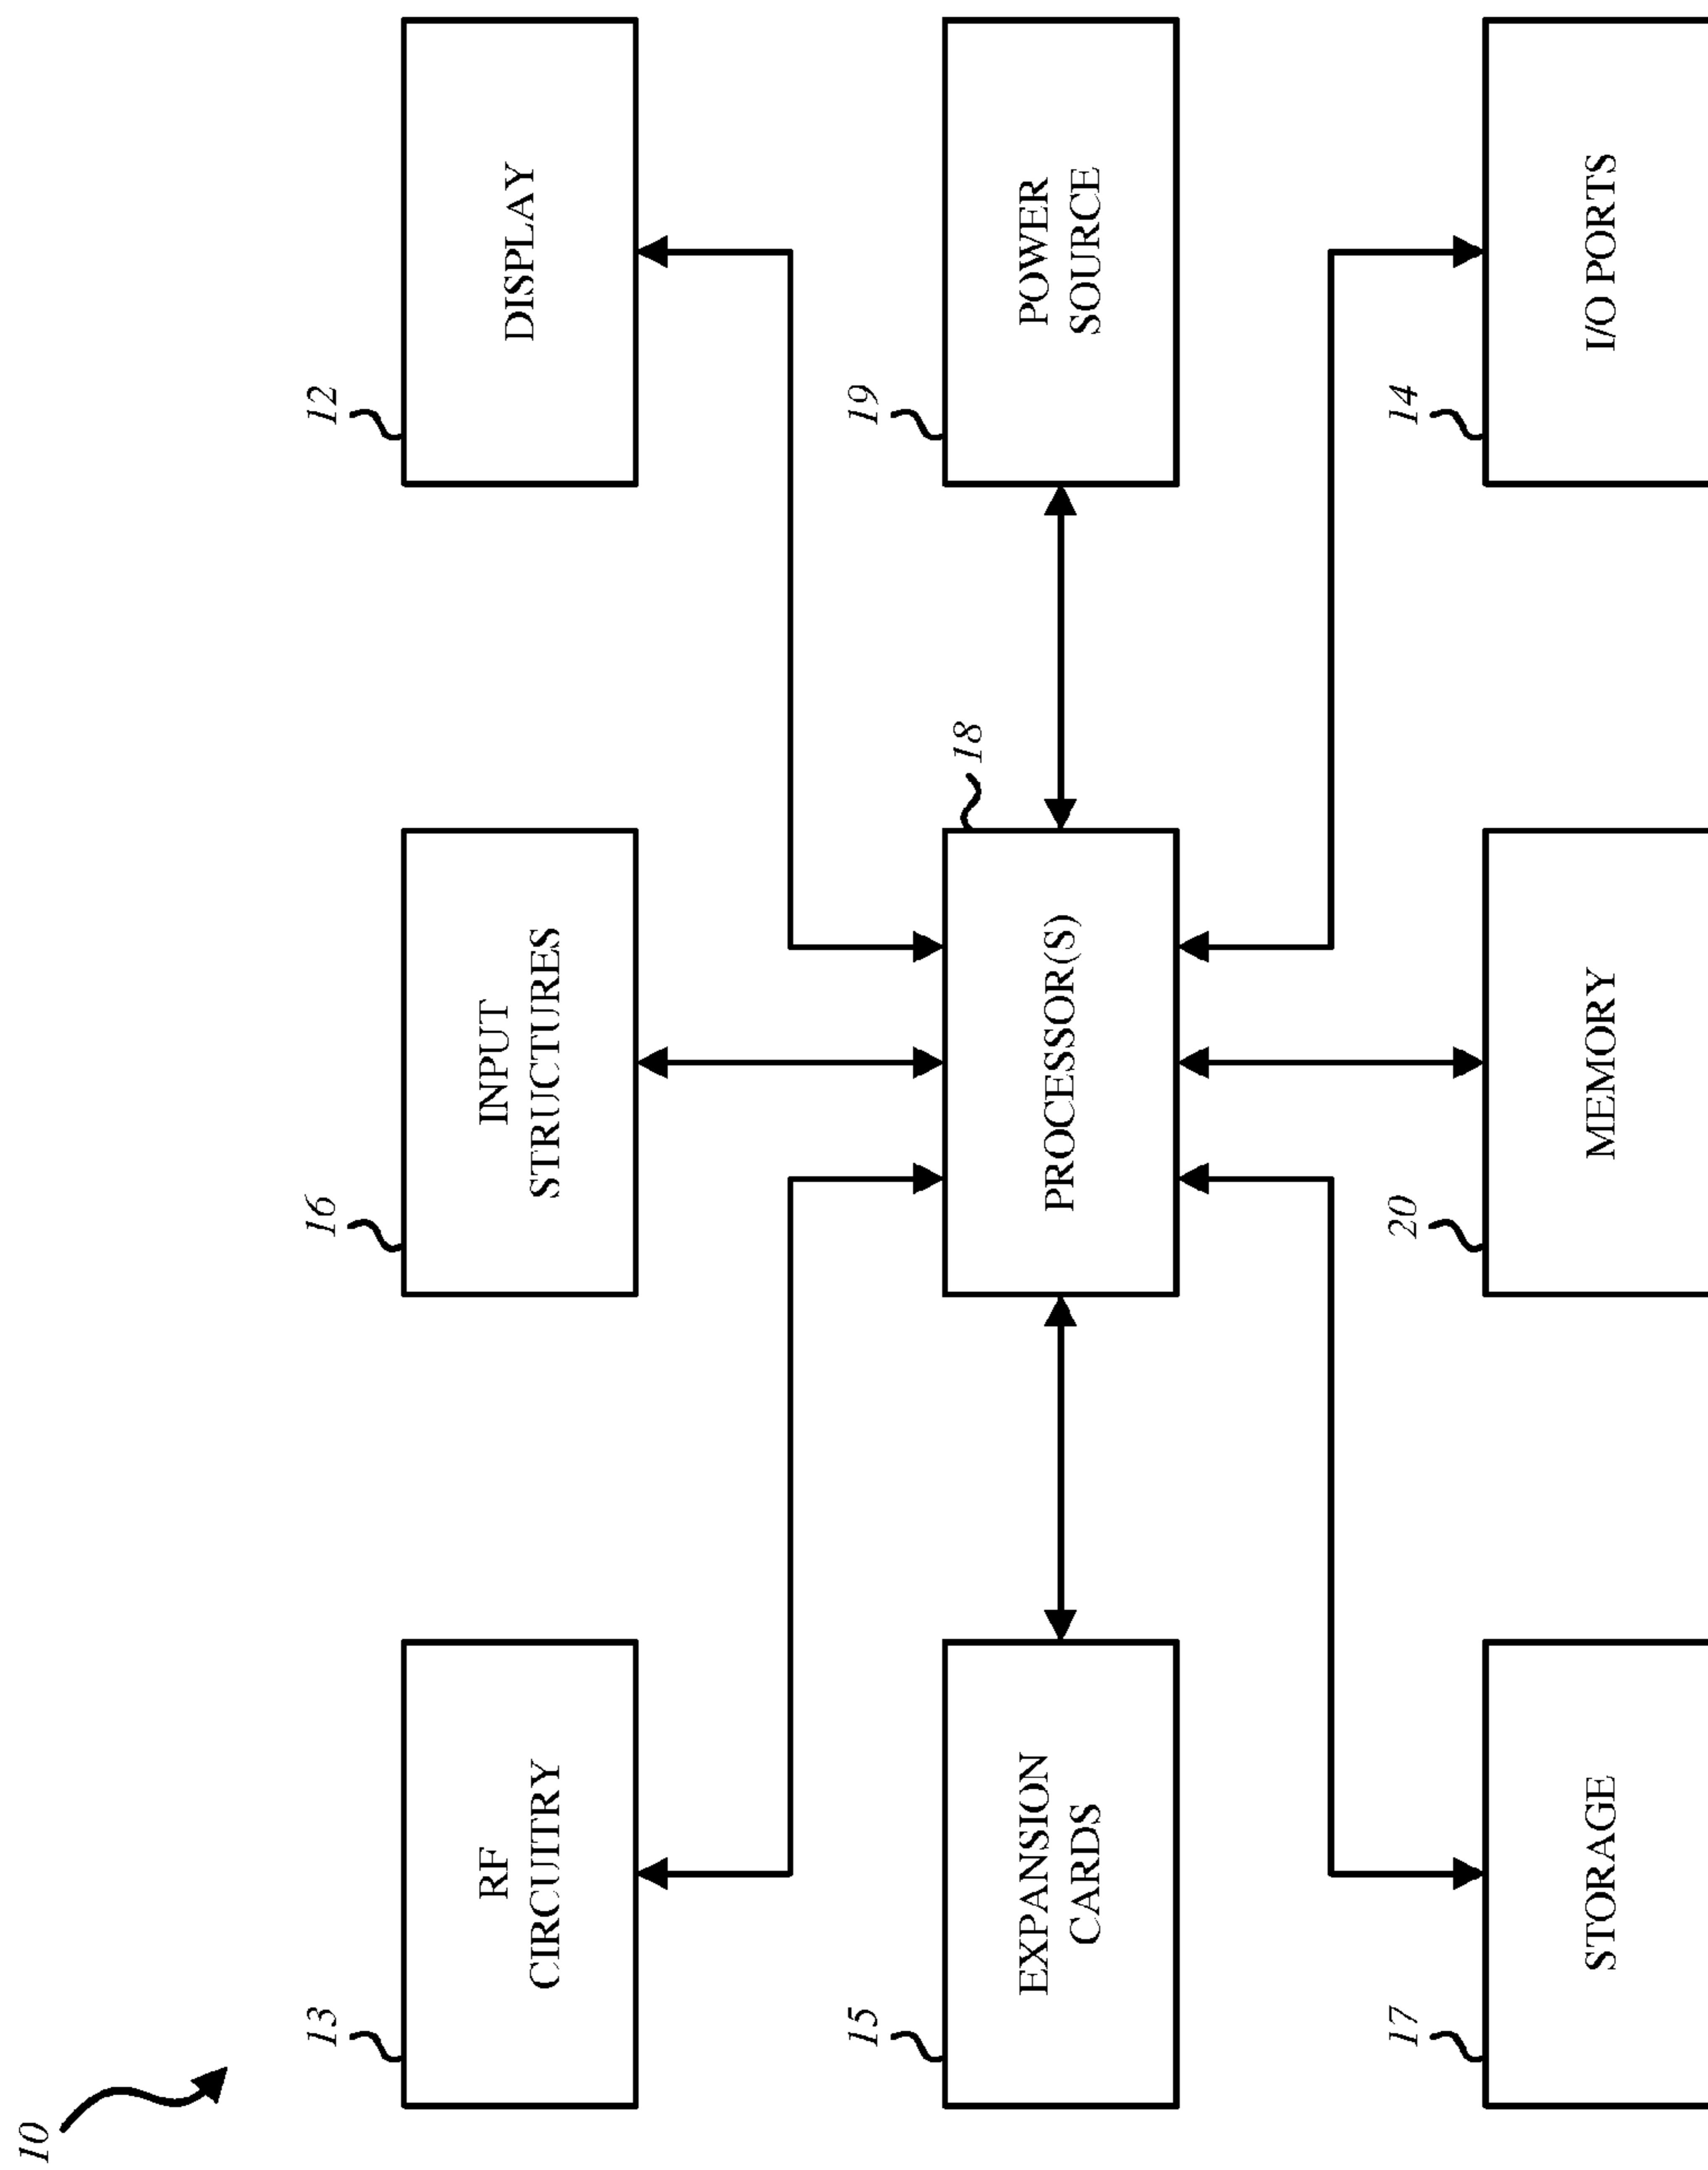 10
13
RF
CIRCUITRY
16
INPUT
STRUCTURES
12
DISPLAY
15
EXPANSION
CARDS
18
PROCESSOR(S)
19
POWER
SOURCE
17
STORAGE
20
MEMORY
14
I/O PORTS